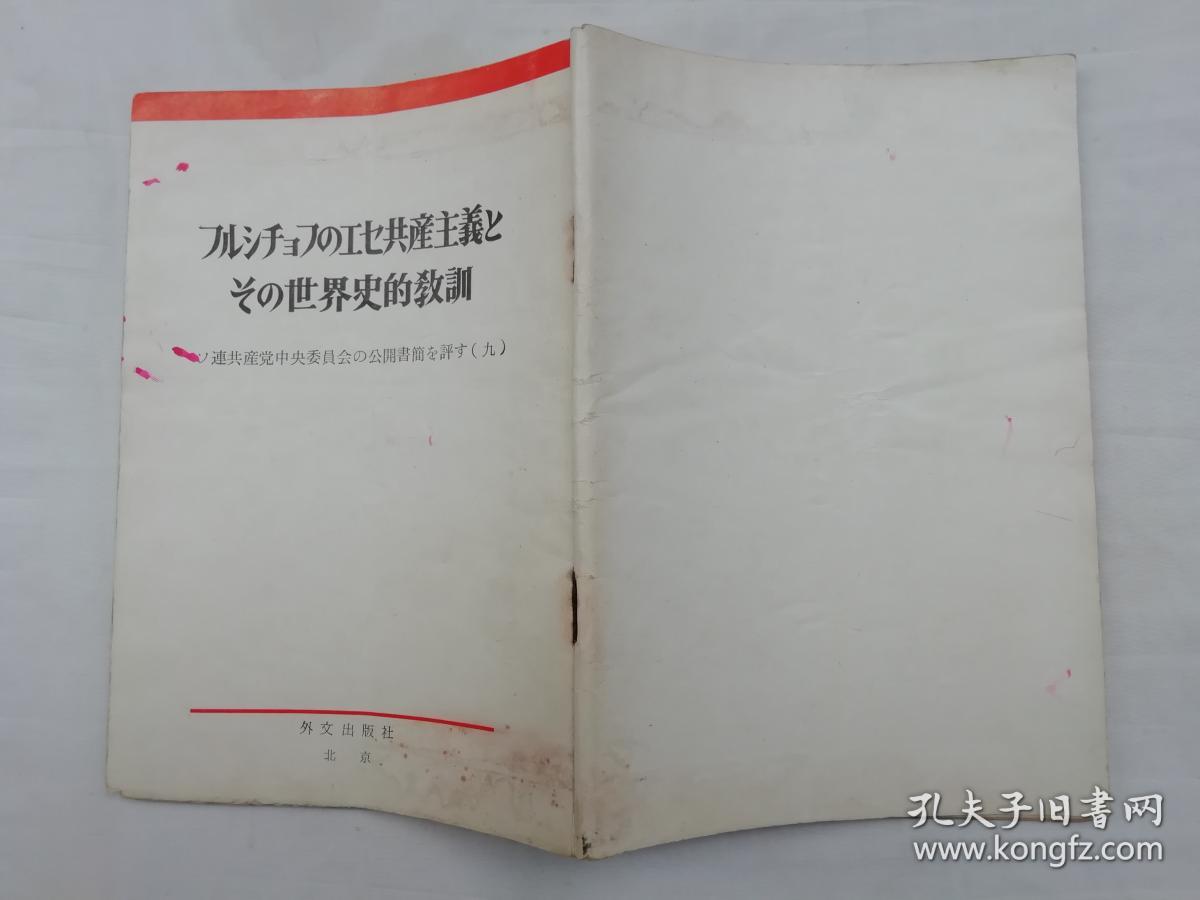 フルシチョフのエセ共産主義と
その世界史的教訓
ソ連共産党中央委員会の公開書簡を評す(九)
外文出版社
北京
孔夫子旧书网
www.kongfz.com